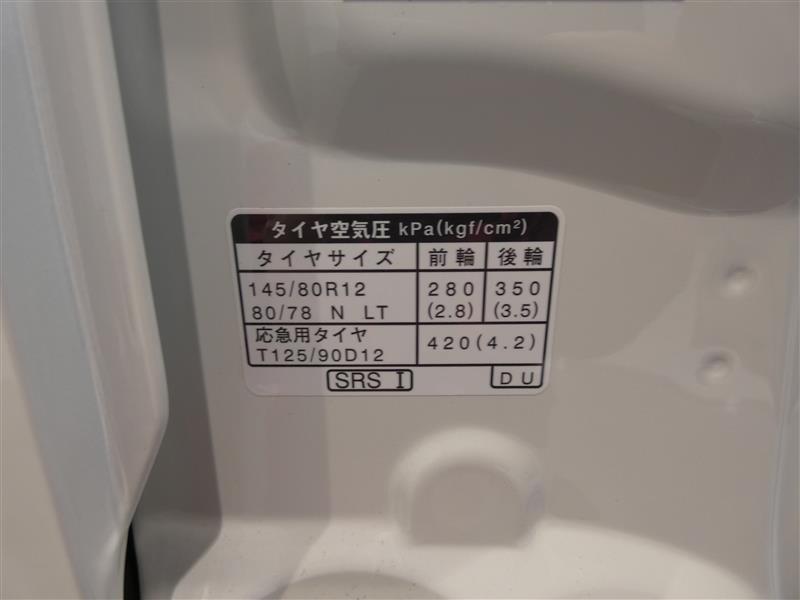 タイヤ空気圧 kPa(kgf/cm²)
タイヤサイズ 前輪 後輪
145/80R12 280 350
80/78 N LT (2.8) (3.5)
応急用タイヤ
T125/90D12 420(4.2)
SRS I DU